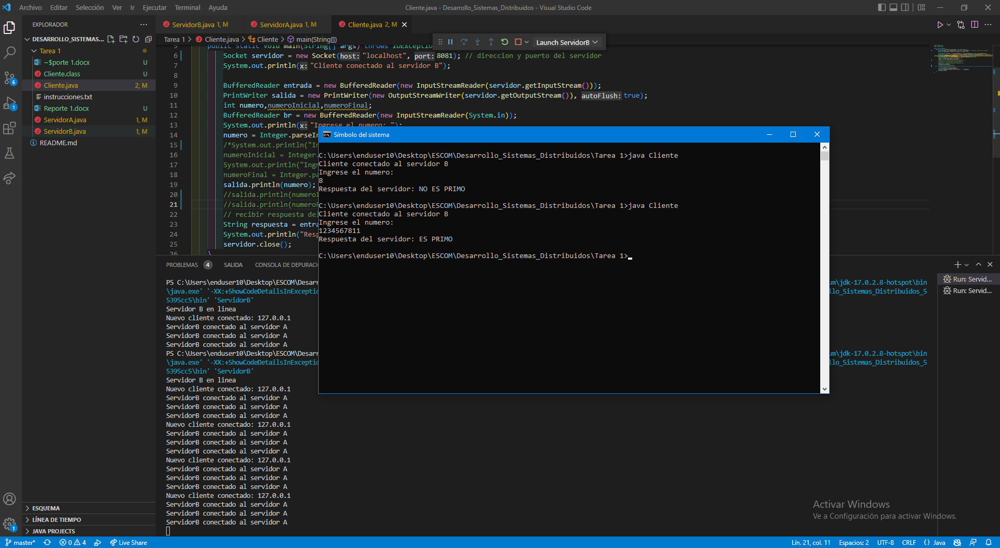 Archivo Editar Selección Ver Ir Ejecutar Terminal Ayuda
Cliente.java - Desarrollo_Sistemas_Distribuidos - Visual Studio Code
EXPLORADOR
DESARROLLO_SISTEMAS...
Tarea 1
~$porte 1.docx U
Cliente.class U
Cliente.java 2, M
instrucciones.txt
Reporte 1.docx U
ServidorA.java 1, M
ServidorB.java 1, M
README.md
ESQUEMA
LÍNEA DE TIEMPO
JAVA PROJECTS
ServidorB.java 1, M
ServidorA.java 1, M
Cliente.java 2, M
Tarea 1 > Cliente.java > Cliente > main(String[])
Launch ServidorB
5 public static void main(String[] args) throws IOException
6 Socket servidor = new Socket(host: "localhost", port: 8081); // direccion y puerto del servidor
7 System.out.println(x: "Cliente conectado al servidor B");
8
9 BufferedReader entrada = new BufferedReader(new InputStreamReader(servidor.getInputStream()));
10 PrintWriter salida = new PrintWriter(new OutputStreamWriter(servidor.getOutputStream()), autoFlush: true);
11 int numero,numeroInicial,numeroFinal;
12 BufferedReader br = new BufferedReader(new InputStreamReader(System.in));
13 System.out.println(x: "Ingrese el numero: ");
14 numero = Integer.parseIn
15 /*System.out.println("In
16 numeroInicial = Integer.
17 System.out.println("Ingr
18 numeroFinal = Integer.pa
19 salida.println(numero);
20 //salida.println(numeroI
21 //salida.println(numeroF
22 // recibir respuesta del
23 String respuesta = entra
24 System.out.println("Resp
25 servidor.close();
26 }
Símbolo del sistema
C:\Users\enduser10\Desktop\ESCOM\Desarrollo_Sistemas_Distribuidos\Tarea 1>java Cliente
Cliente conectado al servidor B
Ingrese el numero:
8
Respuesta del servidor: NO ES PRIMO
C:\Users\enduser10\Desktop\ESCOM\Desarrollo_Sistemas_Distribuidos\Tarea 1>java Cliente
Cliente conectado al servidor B
Ingrese el numero:
1234567811
Respuesta del servidor: ES PRIMO
C:\Users\enduser10\Desktop\ESCOM\Desarrollo_Sistemas_Distribuidos\Tarea 1>
PROBLEMAS 4 SALIDA CONSOLA DE DEPURACI
PS C:\Users\enduser10\Desktop\ESCOM\Desarr um\jdk-17.0.2.8-hotspot\bin
\java.exe' '-XX:+ShowCodeDetailsInExceptio llo_Sistemas_Distribuidos_5
5395cc5\bin' 'ServidorB'
Servidor B en linea
Nuevo cliente conectado: 127.0.0.1
ServidorB conectado al servidor A
ServidorB conectado al servidor A
ServidorB conectado al servidor A
PS C:\Users\enduser10\Desktop\ESCOM\Desarr um\jdk-17.0.2.8-hotspot\bin
\java.exe' '-XX:+ShowCodeDetailsInExceptio llo_Sistemas_Distribuidos_5
5395cc5\bin' 'ServidorB'
Servidor B en linea
Nuevo cliente conectado: 127.0.0.1
ServidorB conectado al servidor A
ServidorB conectado al servidor A
ServidorB conectado al servidor A
Nuevo cliente conectado: 127.0.0.1
ServidorB conectado al servidor A
ServidorB conectado al servidor A
ServidorB conectado al servidor A
Nuevo cliente conectado: 127.0.0.1
ServidorB conectado al servidor A
ServidorB conectado al servidor A
ServidorB conectado al servidor A
Nuevo cliente conectado: 127.0.0.1
ServidorB conectado al servidor A
ServidorB conectado al servidor A
ServidorB conectado al servidor A
Run: Servid...
Run: Servid...
Activar Windows
Ve a Configuración para activar Windows.
6
1
1
master* 0 4 Live Share
Lín. 21, col. 11 Espacios: 2 UTF-8 CRLF {} Java